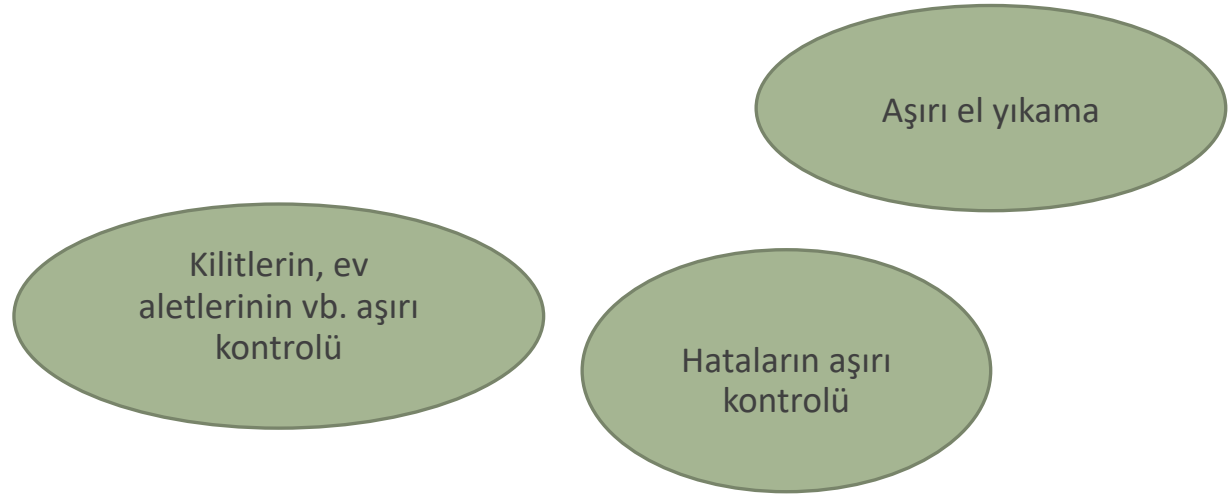 Aşırı el yıkama
Kilitlerin, ev
aletlerinin vb. aşırı
kontrolü
Hataların aşırı
kontrolü